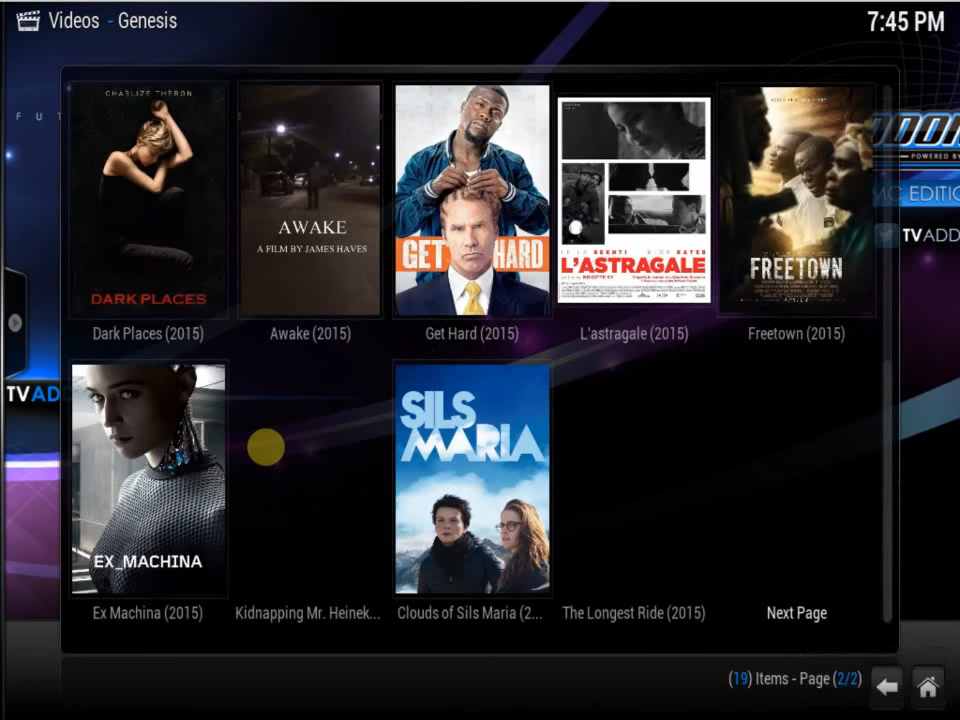 Videos - Genesis
7:45 PM
CHARLIZE THERON
DARK PLACES
AWAKE
A FILM BY JAMES HAVES
GET HARD
L'ASTRAGALE
FREETOWN
POWERED BY
TVADD
Dark Places (2015)
Awake (2015)
Get Hard (2015)
L'astragale (2015)
Freetown (2015)
TVAD
EX_MACHINA
SILS
MARIA
Ex Machina (2015)
Kidnapping Mr. Heinek...
Clouds of Sils Maria (2...
The Longest Ride (2015)
Next Page
(19) Items - Page (2/2)